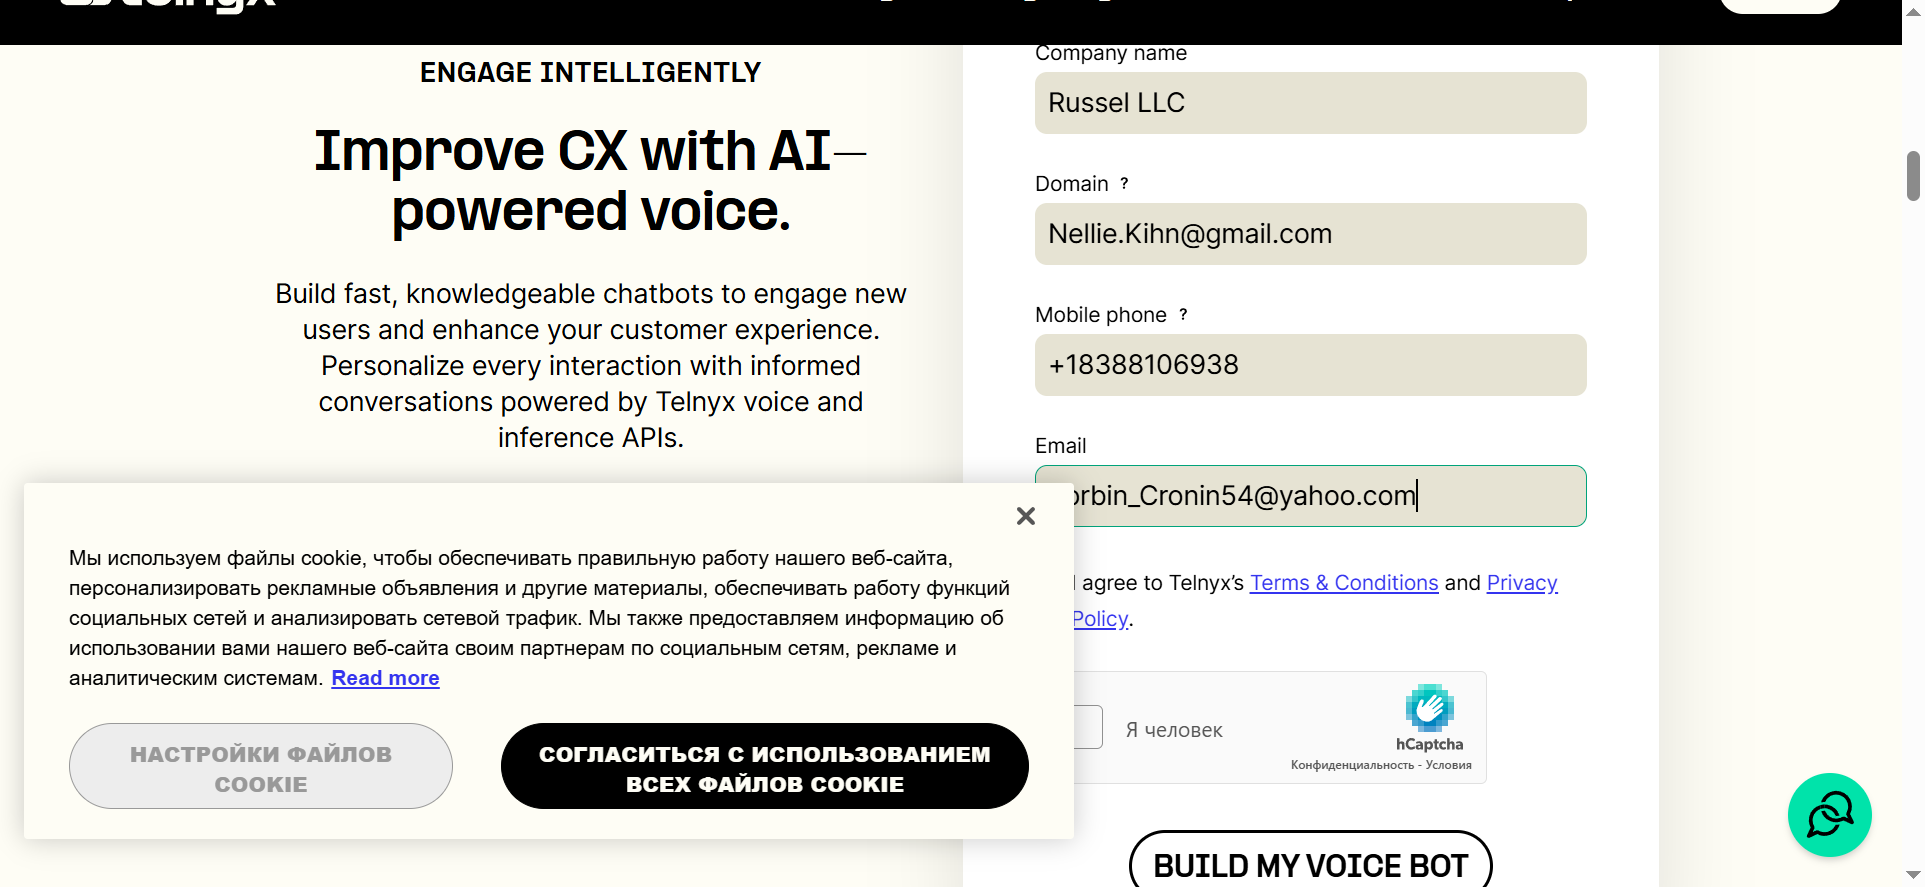 ENGAGE INTELLIGENTLY
Improve CX with AI-
powered voice.
Build fast, knowledgeable chatbots to engage new
users and enhance your customer experience.
Personalize every interaction with informed
conversations powered by Telnyx voice and
inference APIs.
Company name
Russel LLC
Domain ?
Nellie.Kihn@gmail.com
Mobile phone ?
+18388106938
Email
orbin_Cronin54@yahoo.com
I agree to Telnyx's Terms & Conditions and Privacy
Policy.
Я человек
hCaptcha
Конфиденциальность - Условия
BUILD MY VOICE BOT
Мы используем файлы cookie, чтобы обеспечивать правильную работу нашего веб-сайта,
персонализировать рекламные объявления и другие материалы, обеспечивать работу функций
социальных сетей и анализировать сетевой трафик. Мы также предоставляем информацию об
использовании вами нашего веб-сайта своим партнерам по социальным сетям, рекламе и
аналитическим системам. Read more
НАСТРОЙКИ ФАЙЛОВ
COOKIE
СОГЛАСИТЬСЯ С ИСПОЛЬЗОВАНИЕМ
ВСЕХ ФАЙЛОВ COOKIE